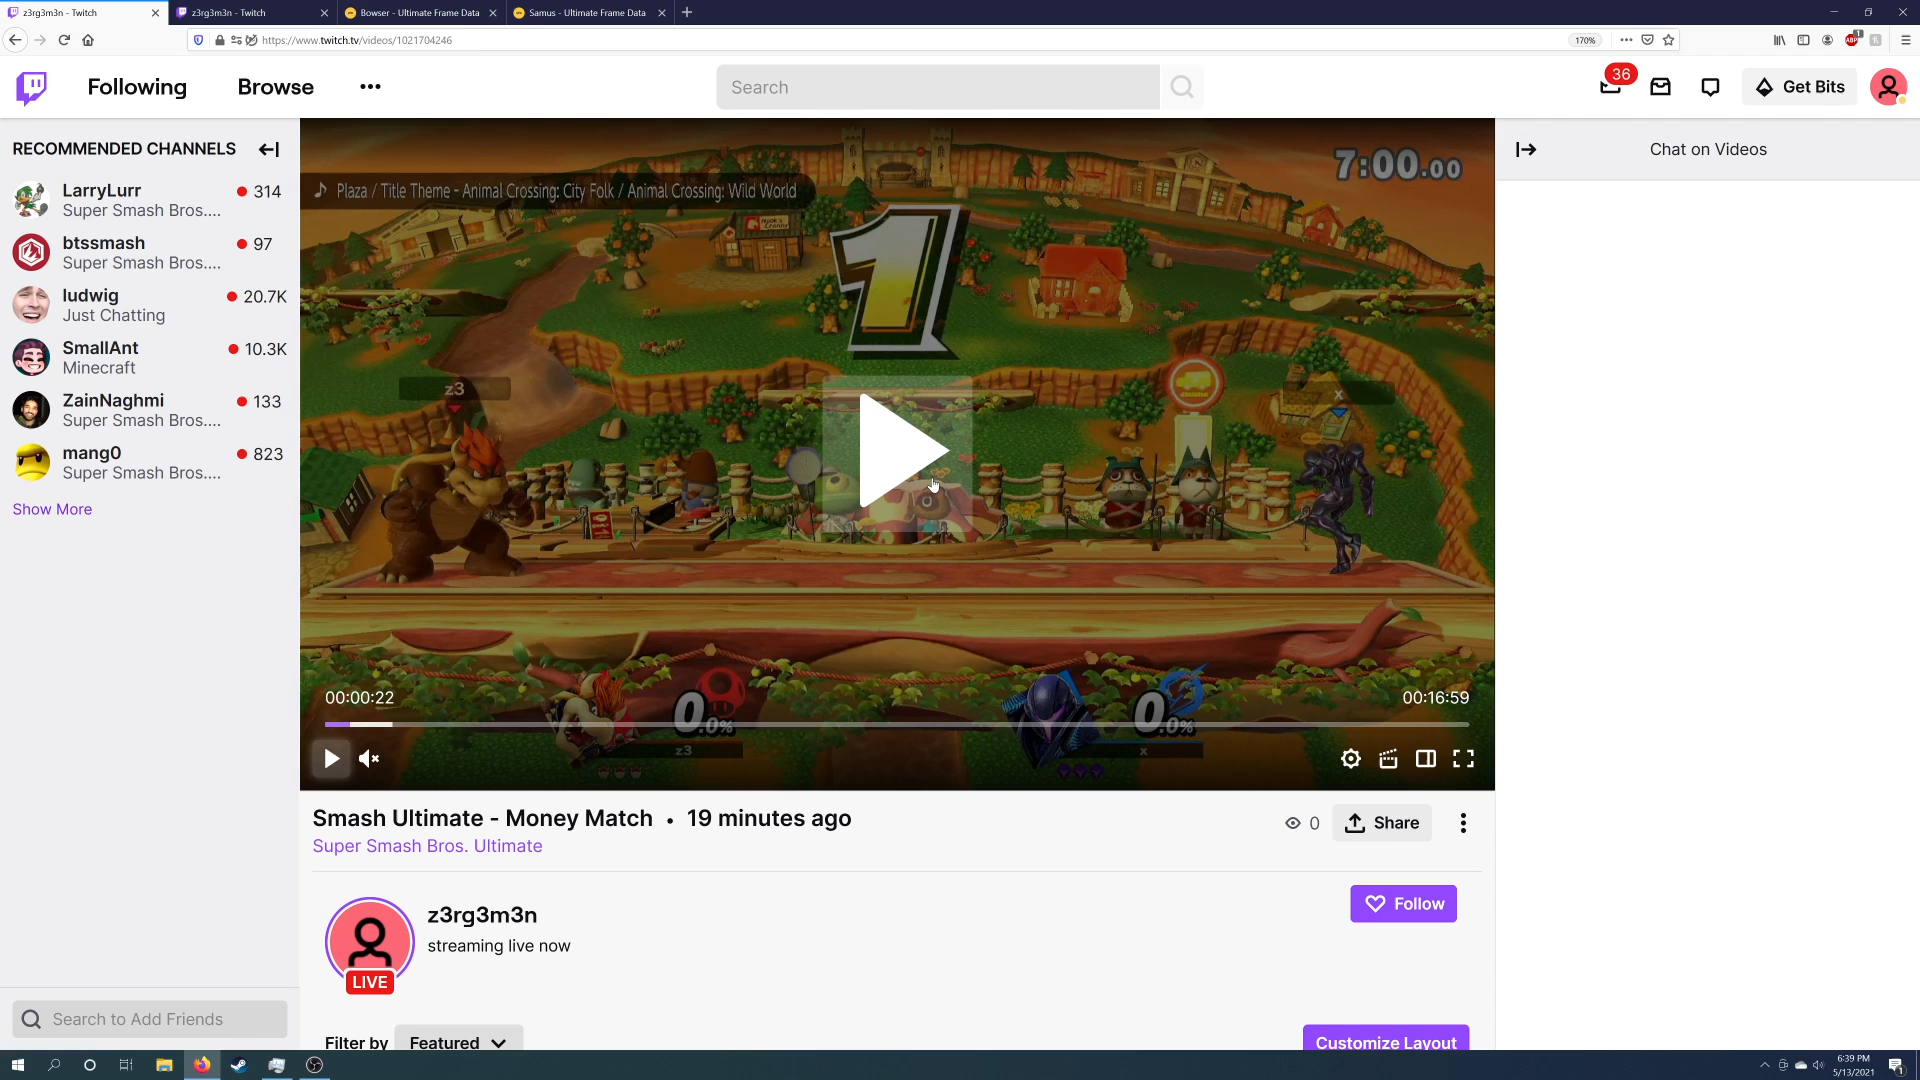 z3rg3m3n - Twitch
z3rg3m3n - Twitch
Bowser - Ultimate Frame Data
Samus - Ultimate Frame Data
https://www.twitch.tv/videos/1021704246
170%
Following
Browse
Search
36
Get Bits
RECOMMENDED CHANNELS
LarryLurr
314
Super Smash Bros....
btssmash
97
Super Smash Bros....
ludwig
20.7K
Just Chatting
SmallAnt
10.3K
Minecraft
ZainNaghmi
133
Super Smash Bros....
mang0
823
Super Smash Bros....
Show More
Search to Add Friends
Plaza / Title Theme - Animal Crossing: City Folk / Animal Crossing: Wild World
7:00.00
1
z3
x
00:00:22
00:16:59
0.0%
z3
0.0%
x
Chat on Videos
Smash Ultimate - Money Match • 19 minutes ago
Super Smash Bros. Ultimate
0
Share
z3rg3m3n
streaming live now
LIVE
Follow
Filter by
Featured
Customize Layout
6:39 PM
5/13/2021